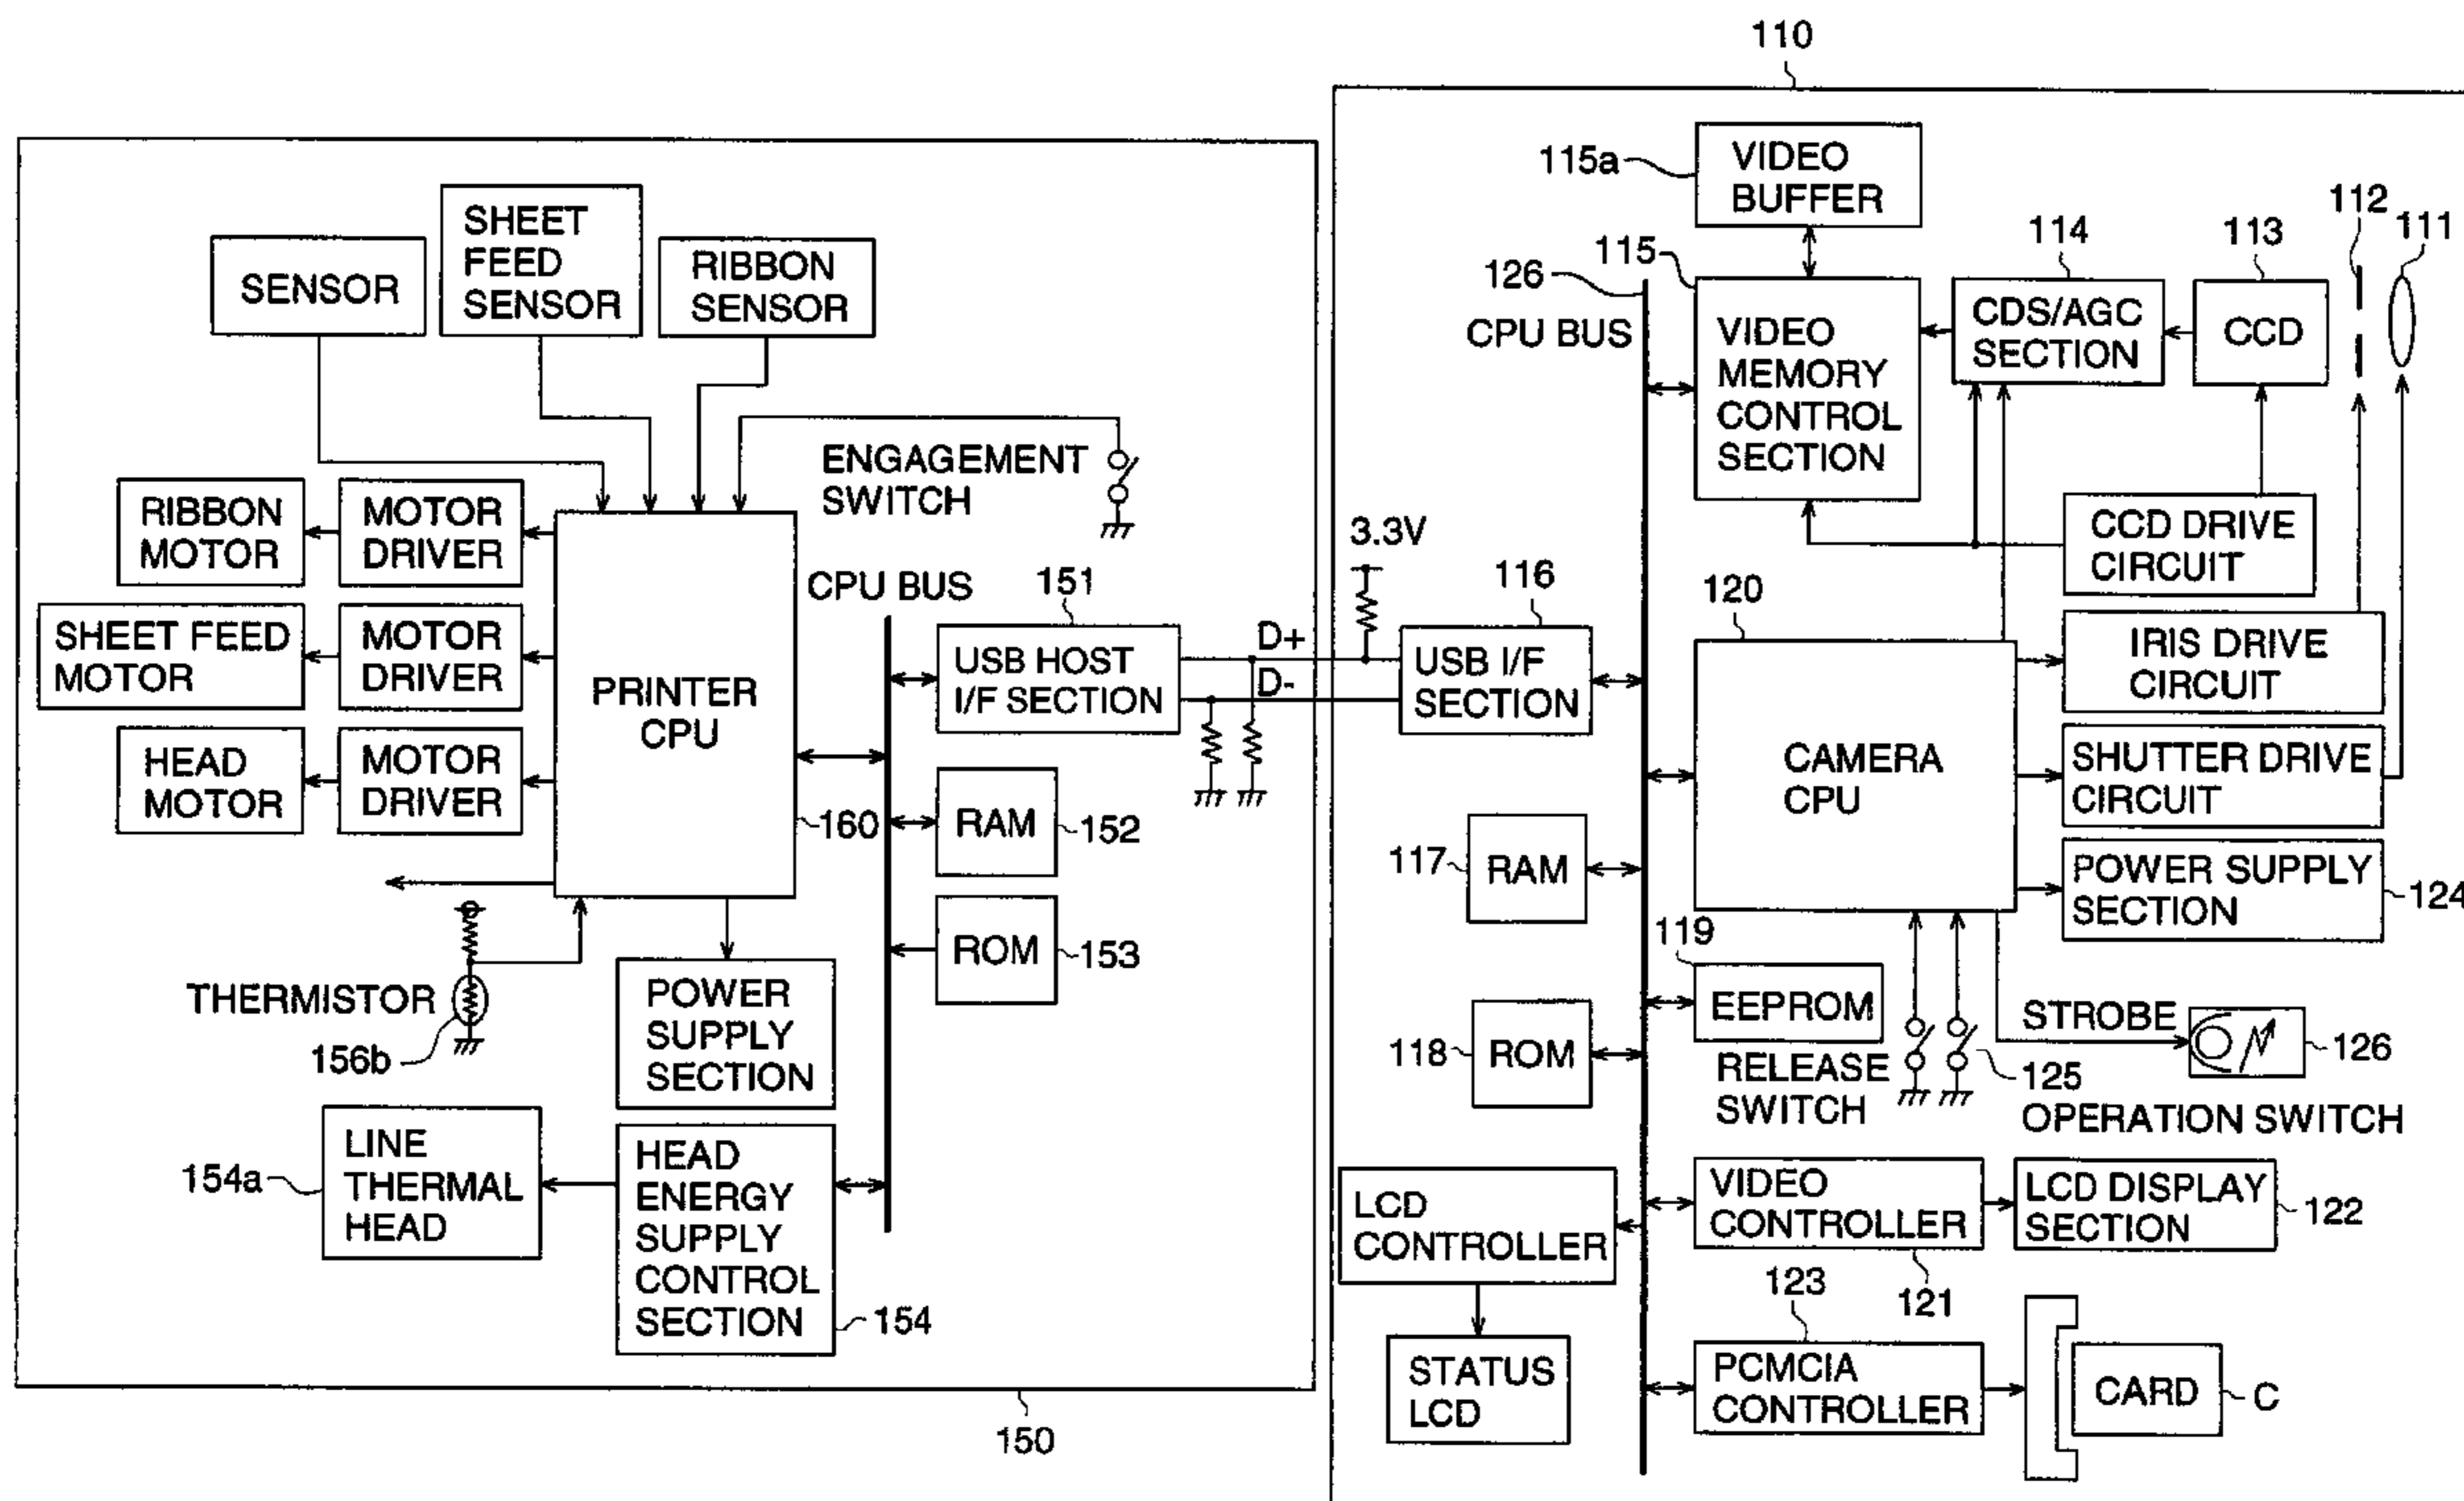 110
115a
VIDEO
BUFFER
112
111
SHEET
FEED
SENSOR
SENSOR
RIBBON
SENSOR
115
126
CPU BUS
VIDEO
MEMORY
CONTROL
SECTION
114
CDS/AGC
SECTION
113
CCD
ENGAGEMENT
SWITCH
RIBBON
MOTOR
MOTOR
DRIVER
SHEET FEED
MOTOR
MOTOR
DRIVER
HEAD
MOTOR
MOTOR
DRIVER
PRINTER
CPU
160
CPU BUS
151
USB HOST
I/F SECTION
D+
D-
3.3V
116
USB I/F
SECTION
120
CAMERA
CPU
CCD DRIVE
CIRCUIT
IRIS DRIVE
CIRCUIT
SHUTTER DRIVE
CIRCUIT
POWER SUPPLY
SECTION
124
RAM
152
ROM
153
117
RAM
119
EEPROM
118
ROM
RELEASE
SWITCH
125
OPERATION SWITCH
STROBE
126
THERMISTOR
156b
POWER
SUPPLY
SECTION
154a
LINE
THERMAL
HEAD
HEAD
ENERGY
SUPPLY
CONTROL
SECTION
154
LCD
CONTROLLER
VIDEO
CONTROLLER
121
LCD DISPLAY
SECTION
122
STATUS
LCD
123
PCMCIA
CONTROLLER
CARD
C
150